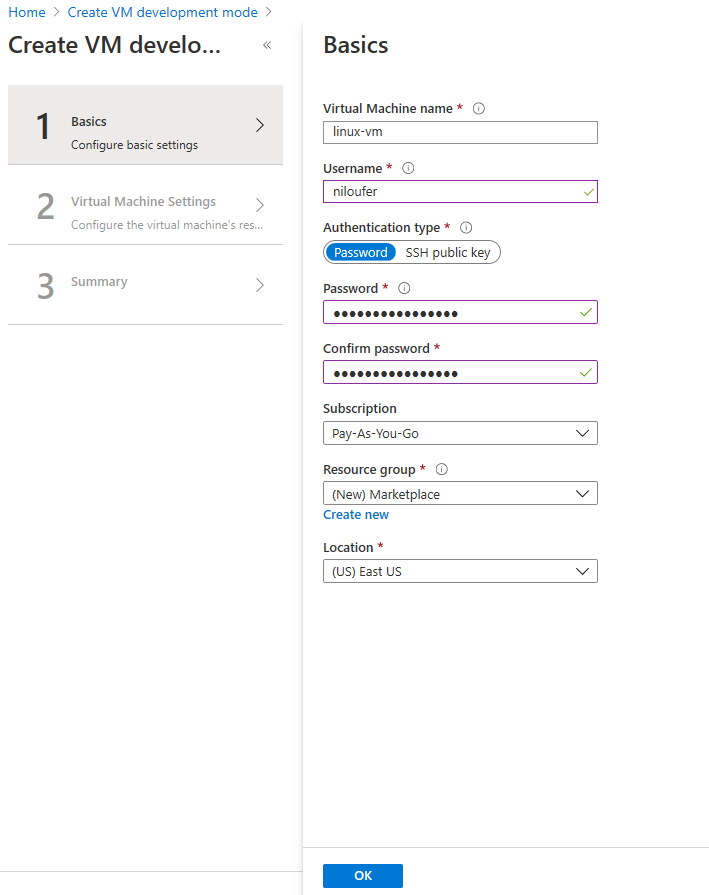 Home > Create VM development mode >
Create VM develo... «
1 Basics >
Configure basic settings
2 Virtual Machine Settings >
Configure the virtual machine's res...
3 Summary >
Basics
Virtual Machine name *
linux-vm
Username *
niloufer
Authentication type *
Password SSH public key
Password *
●●●●●●●●●●●●●●●●
Confirm password *
●●●●●●●●●●●●●●●●
Subscription
Pay-As-You-Go
Resource group *
(New) Marketplace
Create new
Location *
(US) East US
OK